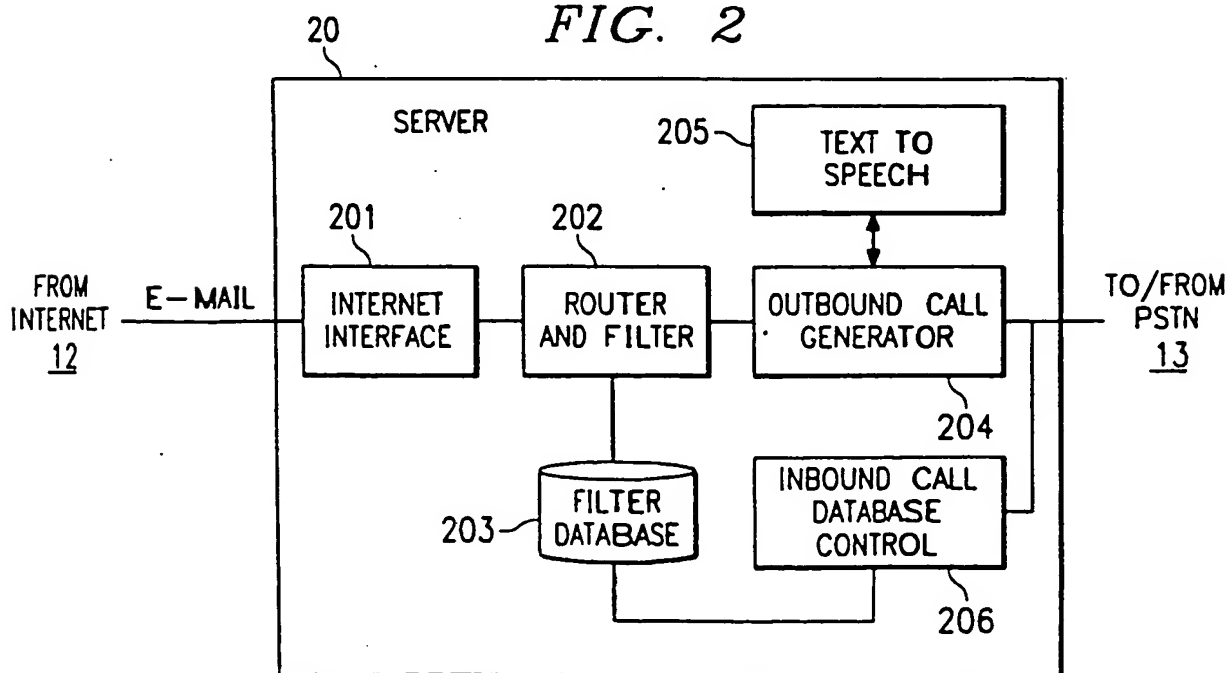 FIG. 2
20
SERVER
205
TEXT TO
SPEECH
201
202
FROM
INTERNET
12
E-MAIL
INTERNET
INTERFACE
ROUTER
AND FILTER
OUTBOUND CALL
GENERATOR
TO/FROM
PSTN
13
204
203
FILTER
DATABASE
INBOUND CALL
DATABASE
CONTROL
206